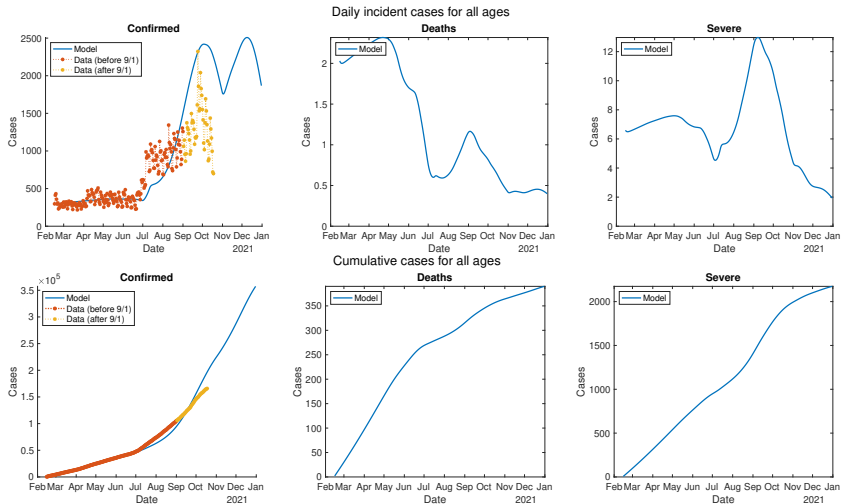 Daily incident cases for all ages
Confirmed
Deaths
Severe
2500
2000
1500
1000
500
0
Cases
Model
Data (before 9/1)
Data (after 9/1)
Feb Mar Apr May Jun Jul Aug Sep Oct Nov Dec Jan
Date
2021
2
1.5
1
0.5
0
Cases
Model
Feb Mar Apr May Jun Jul Aug Sep Oct Nov Dec Jan
Date
2021
12
10
8
6
4
2
0
Cases
Model
Feb Mar Apr May Jun Jul Aug Sep Oct Nov Dec Jan
Date
2021
Cumulative cases for all ages
Confirmed
Deaths
Severe
×10⁵
3.5
3
2.5
2
1.5
1
0.5
0
Cases
Model
Data (before 9/1)
Data (after 9/1)
Feb Mar Apr May Jun Jul Aug Sep Oct Nov Dec Jan
Date
2021
350
300
250
200
150
100
50
0
Cases
Model
Feb Mar Apr May Jun Jul Aug Sep Oct Nov Dec Jan
Date
2021
2000
1500
1000
500
0
Cases
Model
Feb Mar Apr May Jun Jul Aug Sep Oct Nov Dec Jan
Date
2021